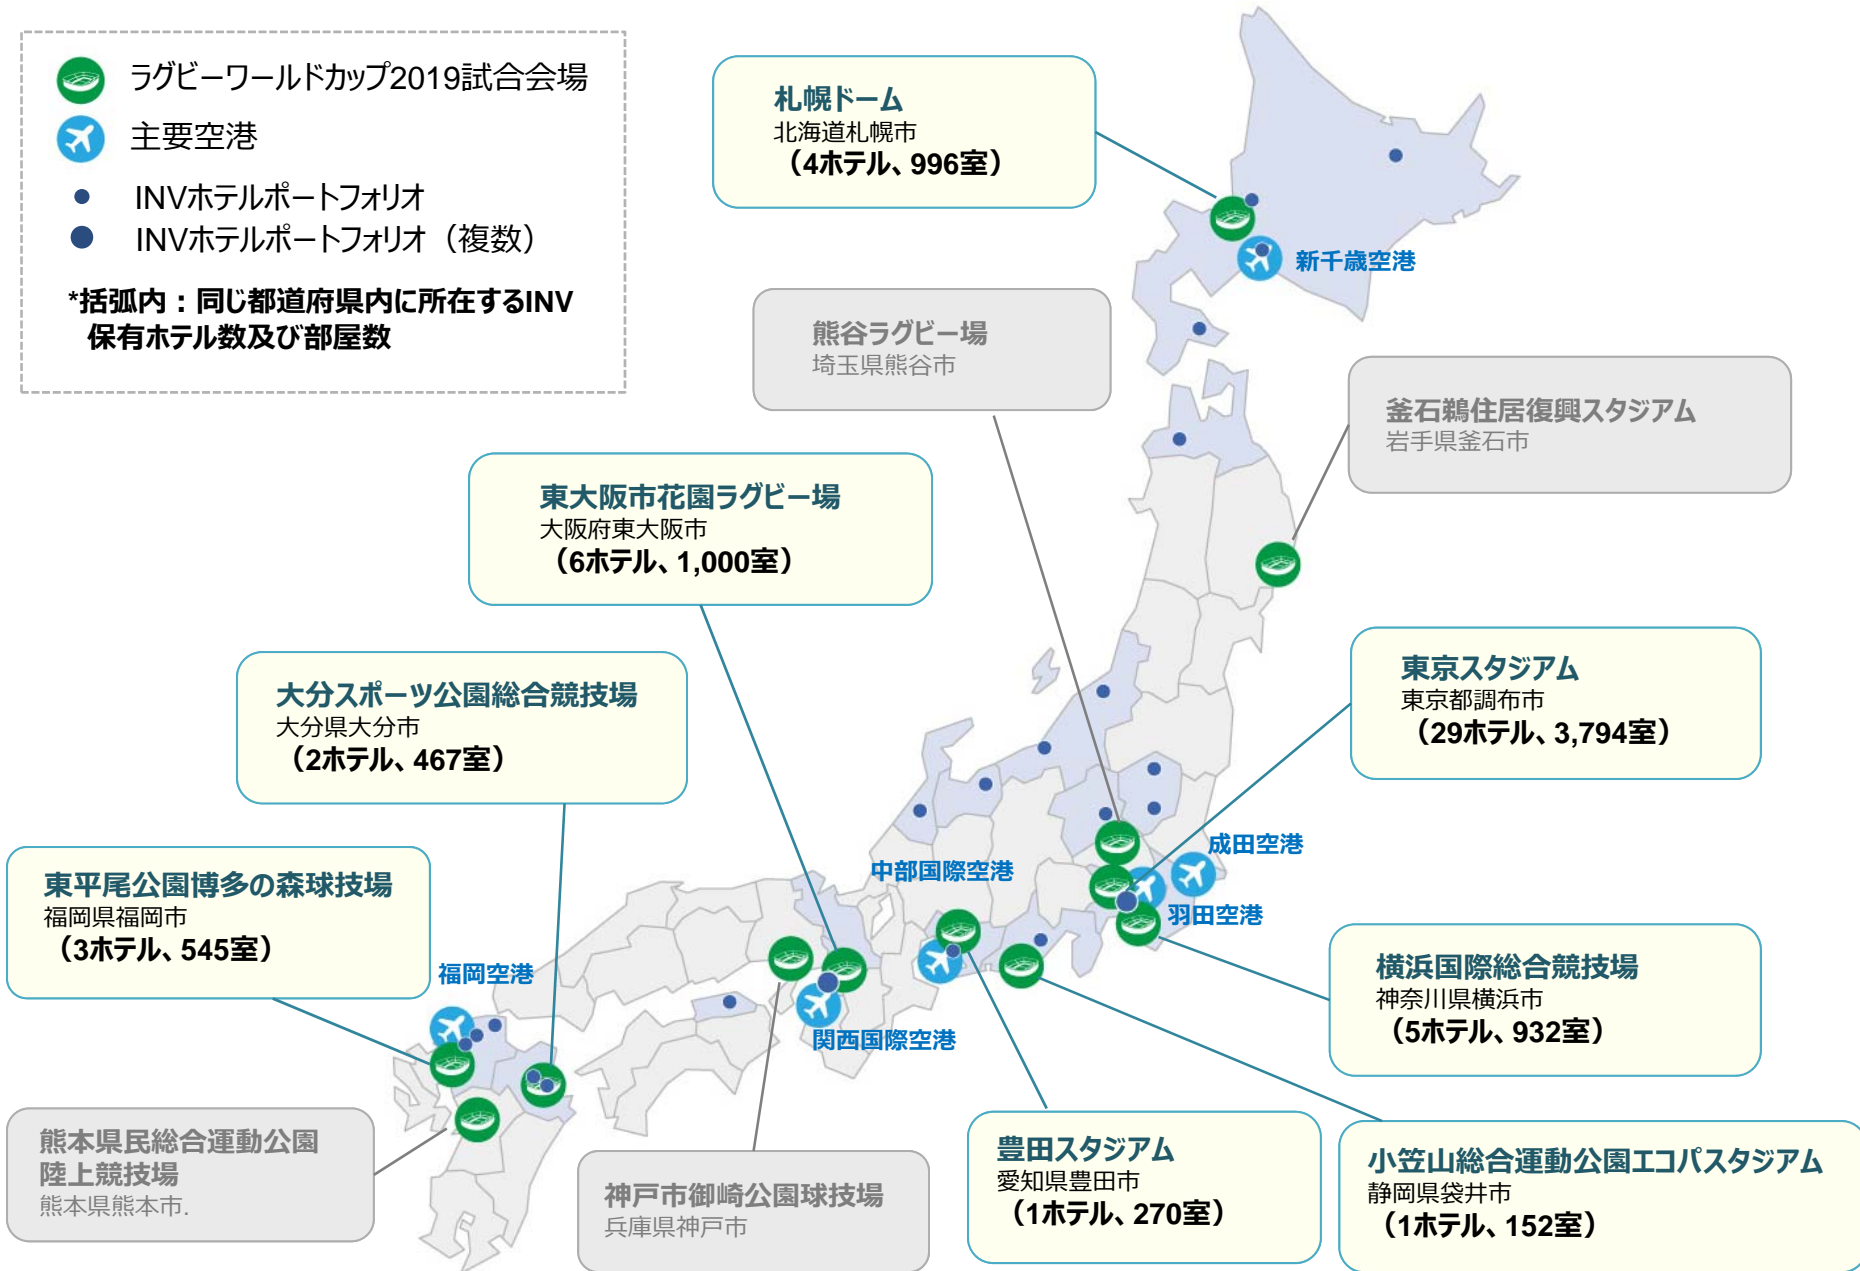 ラグビーワールドカップ2019試合会場
主要空港
INVホテルポートフォリオ
INVホテルポートフォリオ（複数）
*括弧内：同じ都道府県内に所在するINV
保有ホテル数及び部屋数
札幌ドーム
北海道札幌市
（4ホテル、996室）
新千歳空港
熊谷ラグビー場
埼玉県熊谷市
釜石鵜住居復興スタジアム
岩手県釜石市
東大阪市花園ラグビー場
大阪府東大阪市
（6ホテル、1,000室）
東京スタジアム
東京都調布市
（29ホテル、3,794室）
大分スポーツ公園総合競技場
大分県大分市
（2ホテル、467室）
成田空港
中部国際空港
羽田空港
東平尾公園博多の森球技場
福岡県福岡市
（3ホテル、545室）
福岡空港
横浜国際総合競技場
神奈川県横浜市
（5ホテル、932室）
関西国際空港
熊本県民総合運動公園
陸上競技場
熊本県熊本市.
神戸市御崎公園球技場
兵庫県神戸市
豊田スタジアム
愛知県豊田市
（1ホテル、270室）
小笠山総合運動公園エコパスタジアム
静岡県袋井市
（1ホテル、152室）